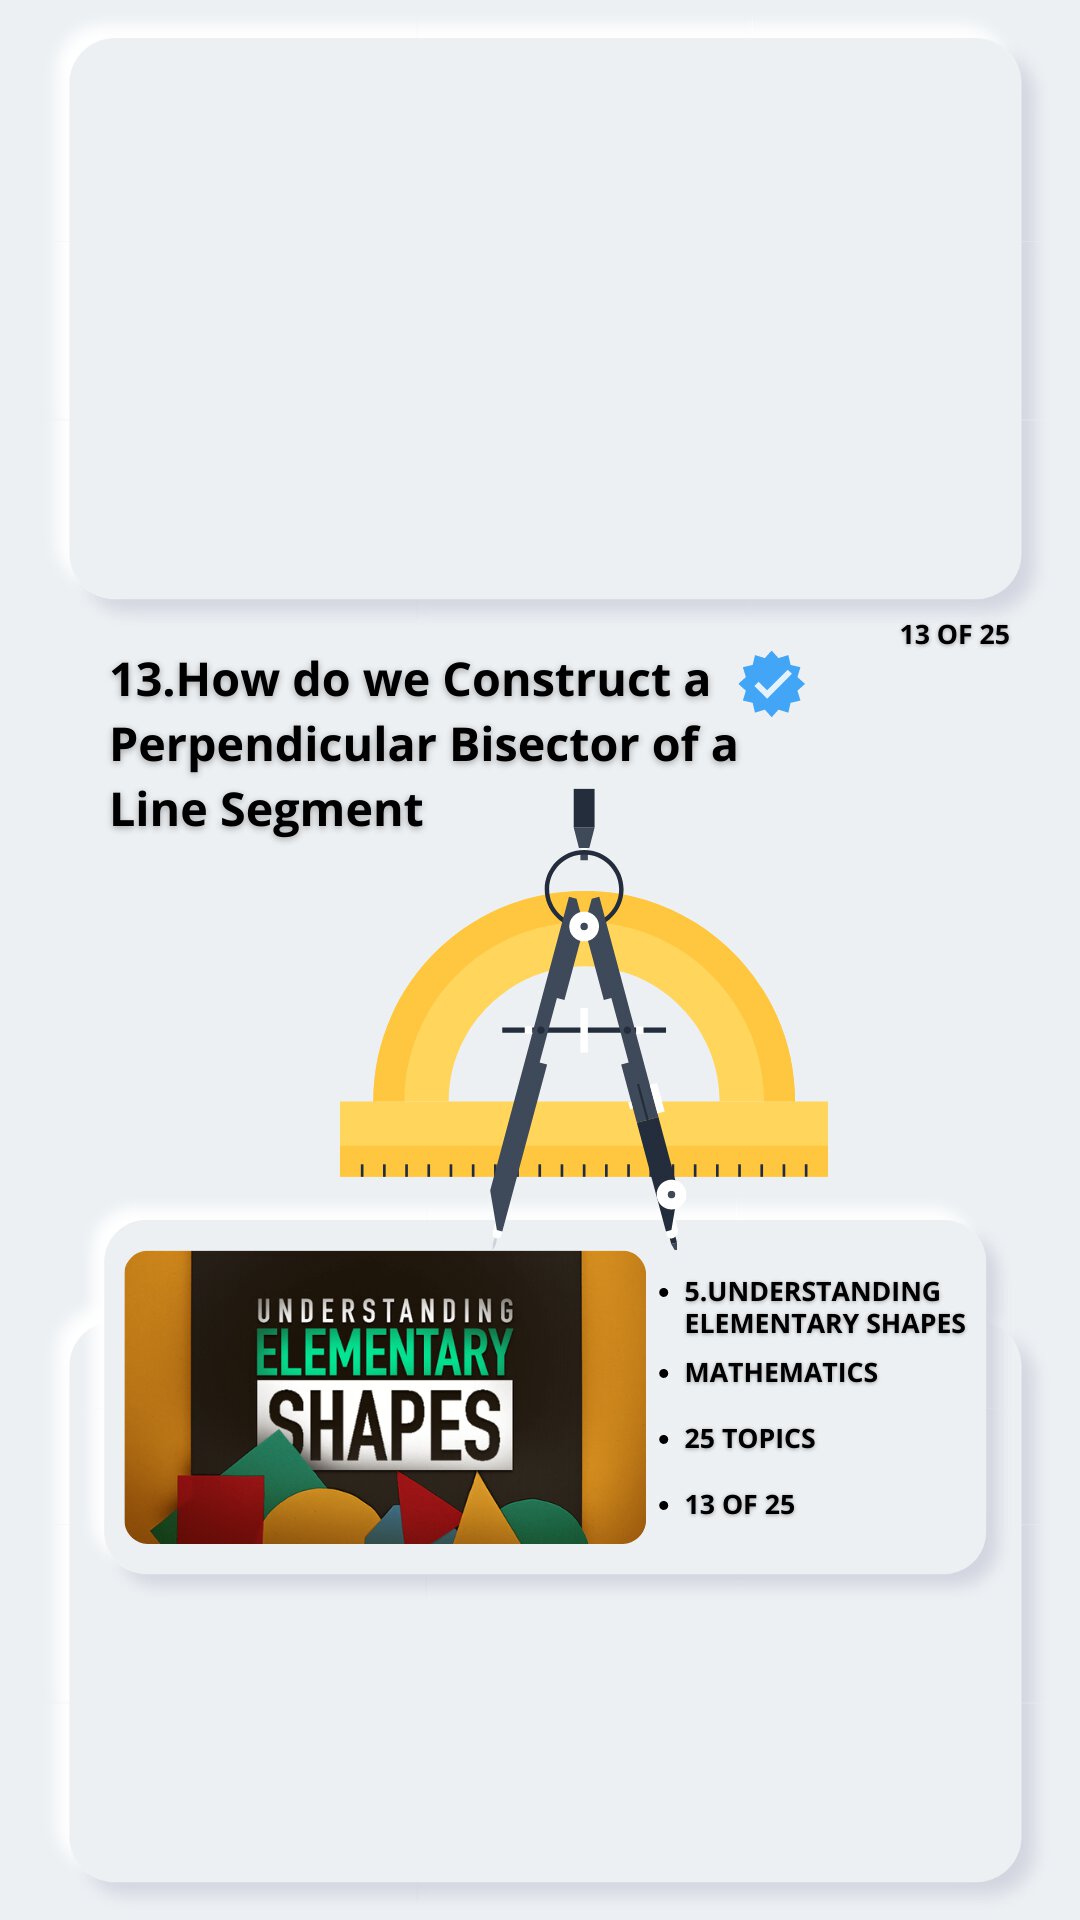 13 OF 25
13.How do we Construct a
Perpendicular Bisector of a
Line Segment
UNDERSTANDING
ELEMENTARY
SHAPES
• 5.UNDERSTANDING
ELEMENTARY SHAPES
• MATHEMATICS
• 25 TOPICS
• 13 OF 25